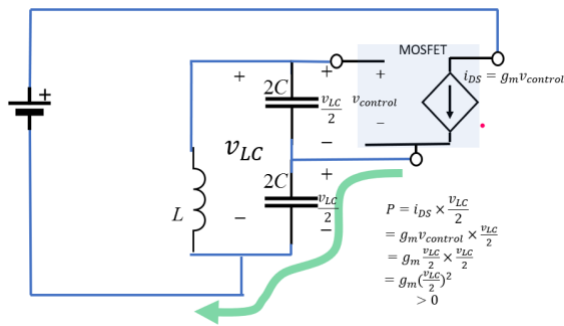 MOSFET
+
+
+
+
2C
v_LC/2
v_control
i_DS = g_m v_control
−
−
v_LC
+
2C
v_LC/2
L
−
−
P = i_DS × v_LC/2
= g_m v_control × v_LC/2
= g_m v_LC/2 × v_LC/2
= g_m(v_LC/2)²
> 0